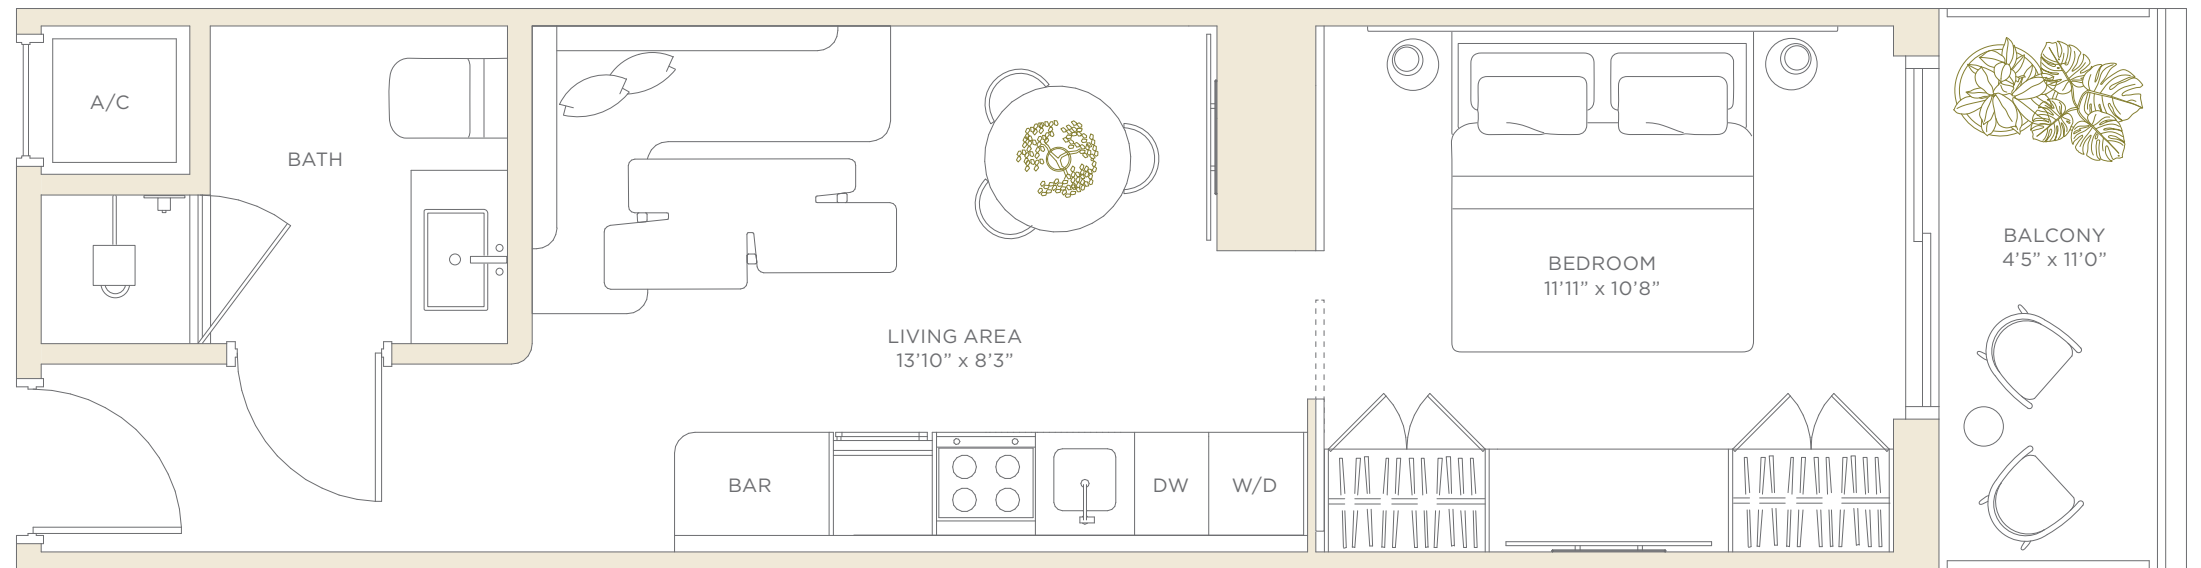 A/C
BATH
LIVING AREA
13’10” x 8’3”
BAR
DW
W/D
BEDROOM
11’11” x 10’8”
BALCONY
4’5” x 11’0”